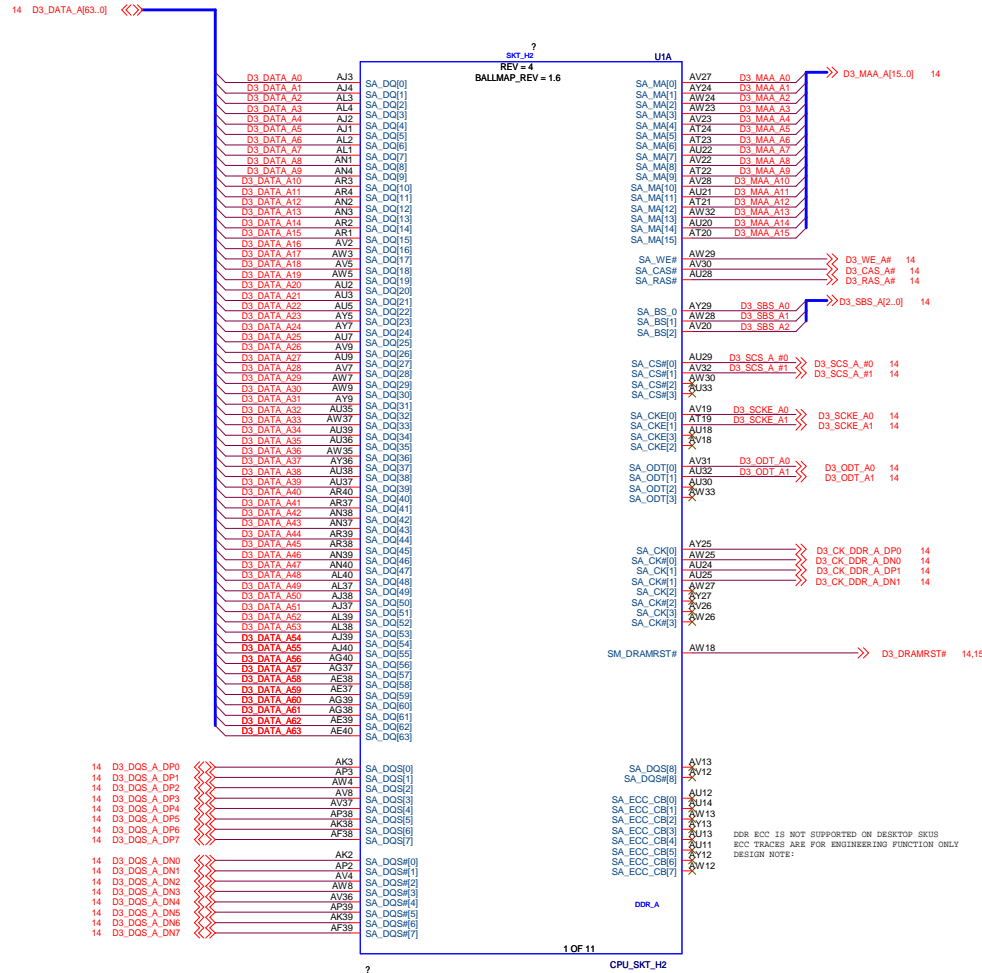 14 D3_DATA_A[63..0]
?
SKT_H2
U1A
REV = 4
BALLMAP_REV = 1.6
D3_DATA_A0 AJ3 SA_DQ[0]
D3_DATA_A1 AJ4 SA_DQ[1]
D3_DATA_A2 AL3 SA_DQ[2]
D3_DATA_A3 AL4 SA_DQ[3]
D3_DATA_A4 AJ2 SA_DQ[4]
D3_DATA_A5 AJ1 SA_DQ[5]
D3_DATA_A6 AL2 SA_DQ[6]
D3_DATA_A7 AL1 SA_DQ[7]
D3_DATA_A8 AN1 SA_DQ[8]
D3_DATA_A9 AN4 SA_DQ[9]
D3_DATA_A10 AR3 SA_DQ[10]
D3_DATA_A11 AR4 SA_DQ[11]
D3_DATA_A12 AN2 SA_DQ[12]
D3_DATA_A13 AN3 SA_DQ[13]
D3_DATA_A14 AR2 SA_DQ[14]
D3_DATA_A15 AR1 SA_DQ[15]
D3_DATA_A16 AV2 SA_DQ[16]
D3_DATA_A17 AW3 SA_DQ[17]
D3_DATA_A18 AV5 SA_DQ[18]
D3_DATA_A19 AW5 SA_DQ[19]
D3_DATA_A20 AU2 SA_DQ[20]
D3_DATA_A21 AU3 SA_DQ[21]
D3_DATA_A22 AU5 SA_DQ[22]
D3_DATA_A23 AY5 SA_DQ[23]
D3_DATA_A24 AY7 SA_DQ[24]
D3_DATA_A25 AU7 SA_DQ[25]
D3_DATA_A26 AV9 SA_DQ[26]
D3_DATA_A27 AU9 SA_DQ[27]
D3_DATA_A28 AV7 SA_DQ[28]
D3_DATA_A29 AW7 SA_DQ[29]
D3_DATA_A30 AW9 SA_DQ[30]
D3_DATA_A31 AY9 SA_DQ[31]
D3_DATA_A32 AU35 SA_DQ[32]
D3_DATA_A33 AW37 SA_DQ[33]
D3_DATA_A34 AU39 SA_DQ[34]
D3_DATA_A35 AU36 SA_DQ[35]
D3_DATA_A36 AW35 SA_DQ[36]
D3_DATA_A37 AY36 SA_DQ[37]
D3_DATA_A38 AU38 SA_DQ[38]
D3_DATA_A39 AU37 SA_DQ[39]
D3_DATA_A40 AR40 SA_DQ[40]
D3_DATA_A41 AR37 SA_DQ[41]
D3_DATA_A42 AN38 SA_DQ[42]
D3_DATA_A43 AN37 SA_DQ[43]
D3_DATA_A44 AR39 SA_DQ[44]
D3_DATA_A45 AR38 SA_DQ[45]
D3_DATA_A46 AN39 SA_DQ[46]
D3_DATA_A47 AN40 SA_DQ[47]
D3_DATA_A48 AL40 SA_DQ[48]
D3_DATA_A49 AL37 SA_DQ[49]
D3_DATA_A50 AJ38 SA_DQ[50]
D3_DATA_A51 AJ37 SA_DQ[51]
D3_DATA_A52 AL39 SA_DQ[52]
D3_DATA_A53 AL38 SA_DQ[53]
D3_DATA_A54 AJ39 SA_DQ[54]
D3_DATA_A55 AJ40 SA_DQ[55]
D3_DATA_A56 AG40 SA_DQ[56]
D3_DATA_A57 AG37 SA_DQ[57]
D3_DATA_A58 AE38 SA_DQ[58]
D3_DATA_A59 AE37 SA_DQ[59]
D3_DATA_A60 AG39 SA_DQ[60]
D3_DATA_A61 AG38 SA_DQ[61]
D3_DATA_A62 AE39 SA_DQ[62]
D3_DATA_A63 AE40 SA_DQ[63]
14 D3_DQS_A_DP0 AK3 SA_DQS[0]
14 D3_DQS_A_DP1 AP3 SA_DQS[1]
14 D3_DQS_A_DP2 AW4 SA_DQS[2]
14 D3_DQS_A_DP3 AV8 SA_DQS[3]
14 D3_DQS_A_DP4 AV37 SA_DQS[4]
14 D3_DQS_A_DP5 AP38 SA_DQS[5]
14 D3_DQS_A_DP6 AK38 SA_DQS[6]
14 D3_DQS_A_DP7 AF38 SA_DQS[7]
14 D3_DQS_A_DN0 AK2 SA_DQS#[0]
14 D3_DQS_A_DN1 AP2 SA_DQS#[1]
14 D3_DQS_A_DN2 AV4 SA_DQS#[2]
14 D3_DQS_A_DN3 AW8 SA_DQS#[3]
14 D3_DQS_A_DN4 AV36 SA_DQS#[4]
14 D3_DQS_A_DN5 AP39 SA_DQS#[5]
14 D3_DQS_A_DN6 AK39 SA_DQS#[6]
14 D3_DQS_A_DN7 AF39 SA_DQS#[7]
SA_MA[0] AV27 D3_MAA_A0 D3_MAA_A[15..0] 14
SA_MA[1] AY24 D3_MAA_A1
SA_MA[2] AW24 D3_MAA_A2
SA_MA[3] AW23 D3_MAA_A3
SA_MA[4] AV23 D3_MAA_A4
SA_MA[5] AT24 D3_MAA_A5
SA_MA[6] AT23 D3_MAA_A6
SA_MA[7] AU22 D3_MAA_A7
SA_MA[8] AV22 D3_MAA_A8
SA_MA[9] AT22 D3_MAA_A9
SA_MA[10] AV28 D3_MAA_A10
SA_MA[11] AU21 D3_MAA_A11
SA_MA[12] AT21 D3_MAA_A12
SA_MA[13] AW32 D3_MAA_A13
SA_MA[14] AU20 D3_MAA_A14
SA_MA[15] AT20 D3_MAA_A15
SA_WE# AW29 D3_WE_A# 14
SA_CAS# AV30 D3_CAS_A# 14
SA_RAS# AU28 D3_RAS_A# 14
SA_BS_0 AY29 D3_SBS_A0 D3_SBS_A[2..0] 14
SA_BS[1] AW28 D3_SBS_A1
SA_BS[2] AV20 D3_SBS_A2
SA_CS#[0] AU29 D3_SCS_A_#0 D3_SCS_A_#0 14
SA_CS#[1] AV32 D3_SCS_A_#1 D3_SCS_A_#1 14
SA_CS#[2] AW30
SA_CS#[3] AU33
SA_CKE[0] AV19 D3_SCKE_A0 D3_SCKE_A0 14
SA_CKE[1] AT19 D3_SCKE_A1 D3_SCKE_A1 14
SA_CKE[3] AU18
SA_CKE[2] AV18
SA_ODT[0] AV31 D3_ODT_A0 D3_ODT_A0 14
SA_ODT[1] AU32 D3_ODT_A1 D3_ODT_A1 14
SA_ODT[2] AU30
SA_ODT[3] AW33
SA_CK[0] AY25 D3_CK_DDR_A_DP0 14
SA_CK#[0] AW25 D3_CK_DDR_A_DN0 14
SA_CK[1] AU24 D3_CK_DDR_A_DP1 14
SA_CK#[1] AU25 D3_CK_DDR_A_DN1 14
SA_CK[2] AW27
SA_CK#[2] AY27
SA_CK[3] AV26
SA_CK#[3] AW26
SM_DRAMRST# AW18 D3_DRAMRST# 14,15
SA_DQS[8] AV13
SA_DQS#[8] AV12
SA_ECC_CB[0] AU12
SA_ECC_CB[1] AU14
SA_ECC_CB[2] AW13
SA_ECC_CB[3] AY13
SA_ECC_CB[4] AU13
SA_ECC_CB[5] AU11
SA_ECC_CB[6] AY12
SA_ECC_CB[7] AW12
DDR ECC IS NOT SUPPORTED ON DESKTOP SKUS
ECC TRACES ARE FOR ENGINEERING FUNCTION ONLY
DESIGN NOTE:
DDR_A
1 OF 11
CPU_SKT_H2
?